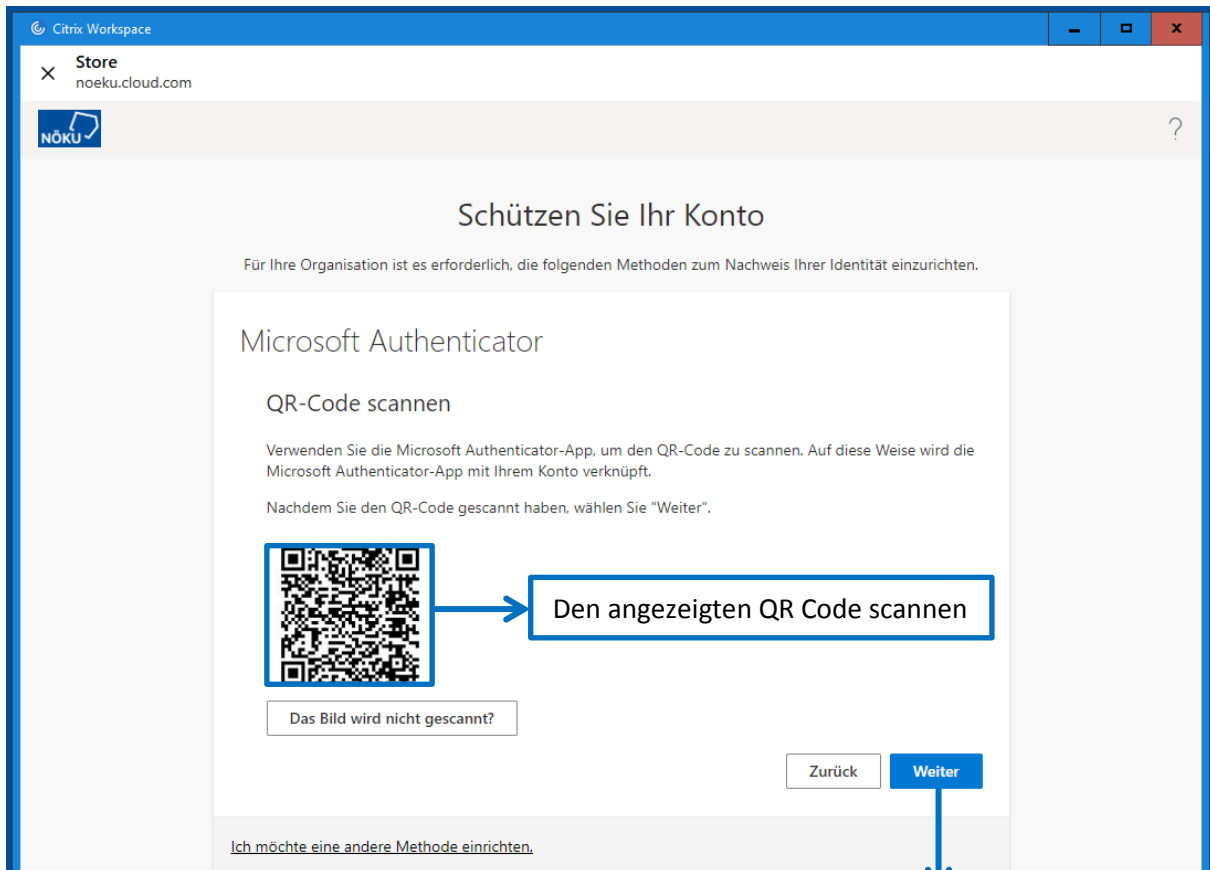 Citrix Workspace
Store
noeku.cloud.com
NÖKU
?
Schützen Sie Ihr Konto
Für Ihre Organisation ist es erforderlich, die folgenden Methoden zum Nachweis Ihrer Identität einzurichten.
Microsoft Authenticator
QR-Code scannen
Verwenden Sie die Microsoft Authenticator-App, um den QR-Code zu scannen. Auf diese Weise wird die
Microsoft Authenticator-App mit Ihrem Konto verknüpft.
Nachdem Sie den QR-Code gescannt haben, wählen Sie "Weiter".
Den angezeigten QR Code scannen
Das Bild wird nicht gescannt?
Zurück
Weiter
Ich möchte eine andere Methode einrichten.